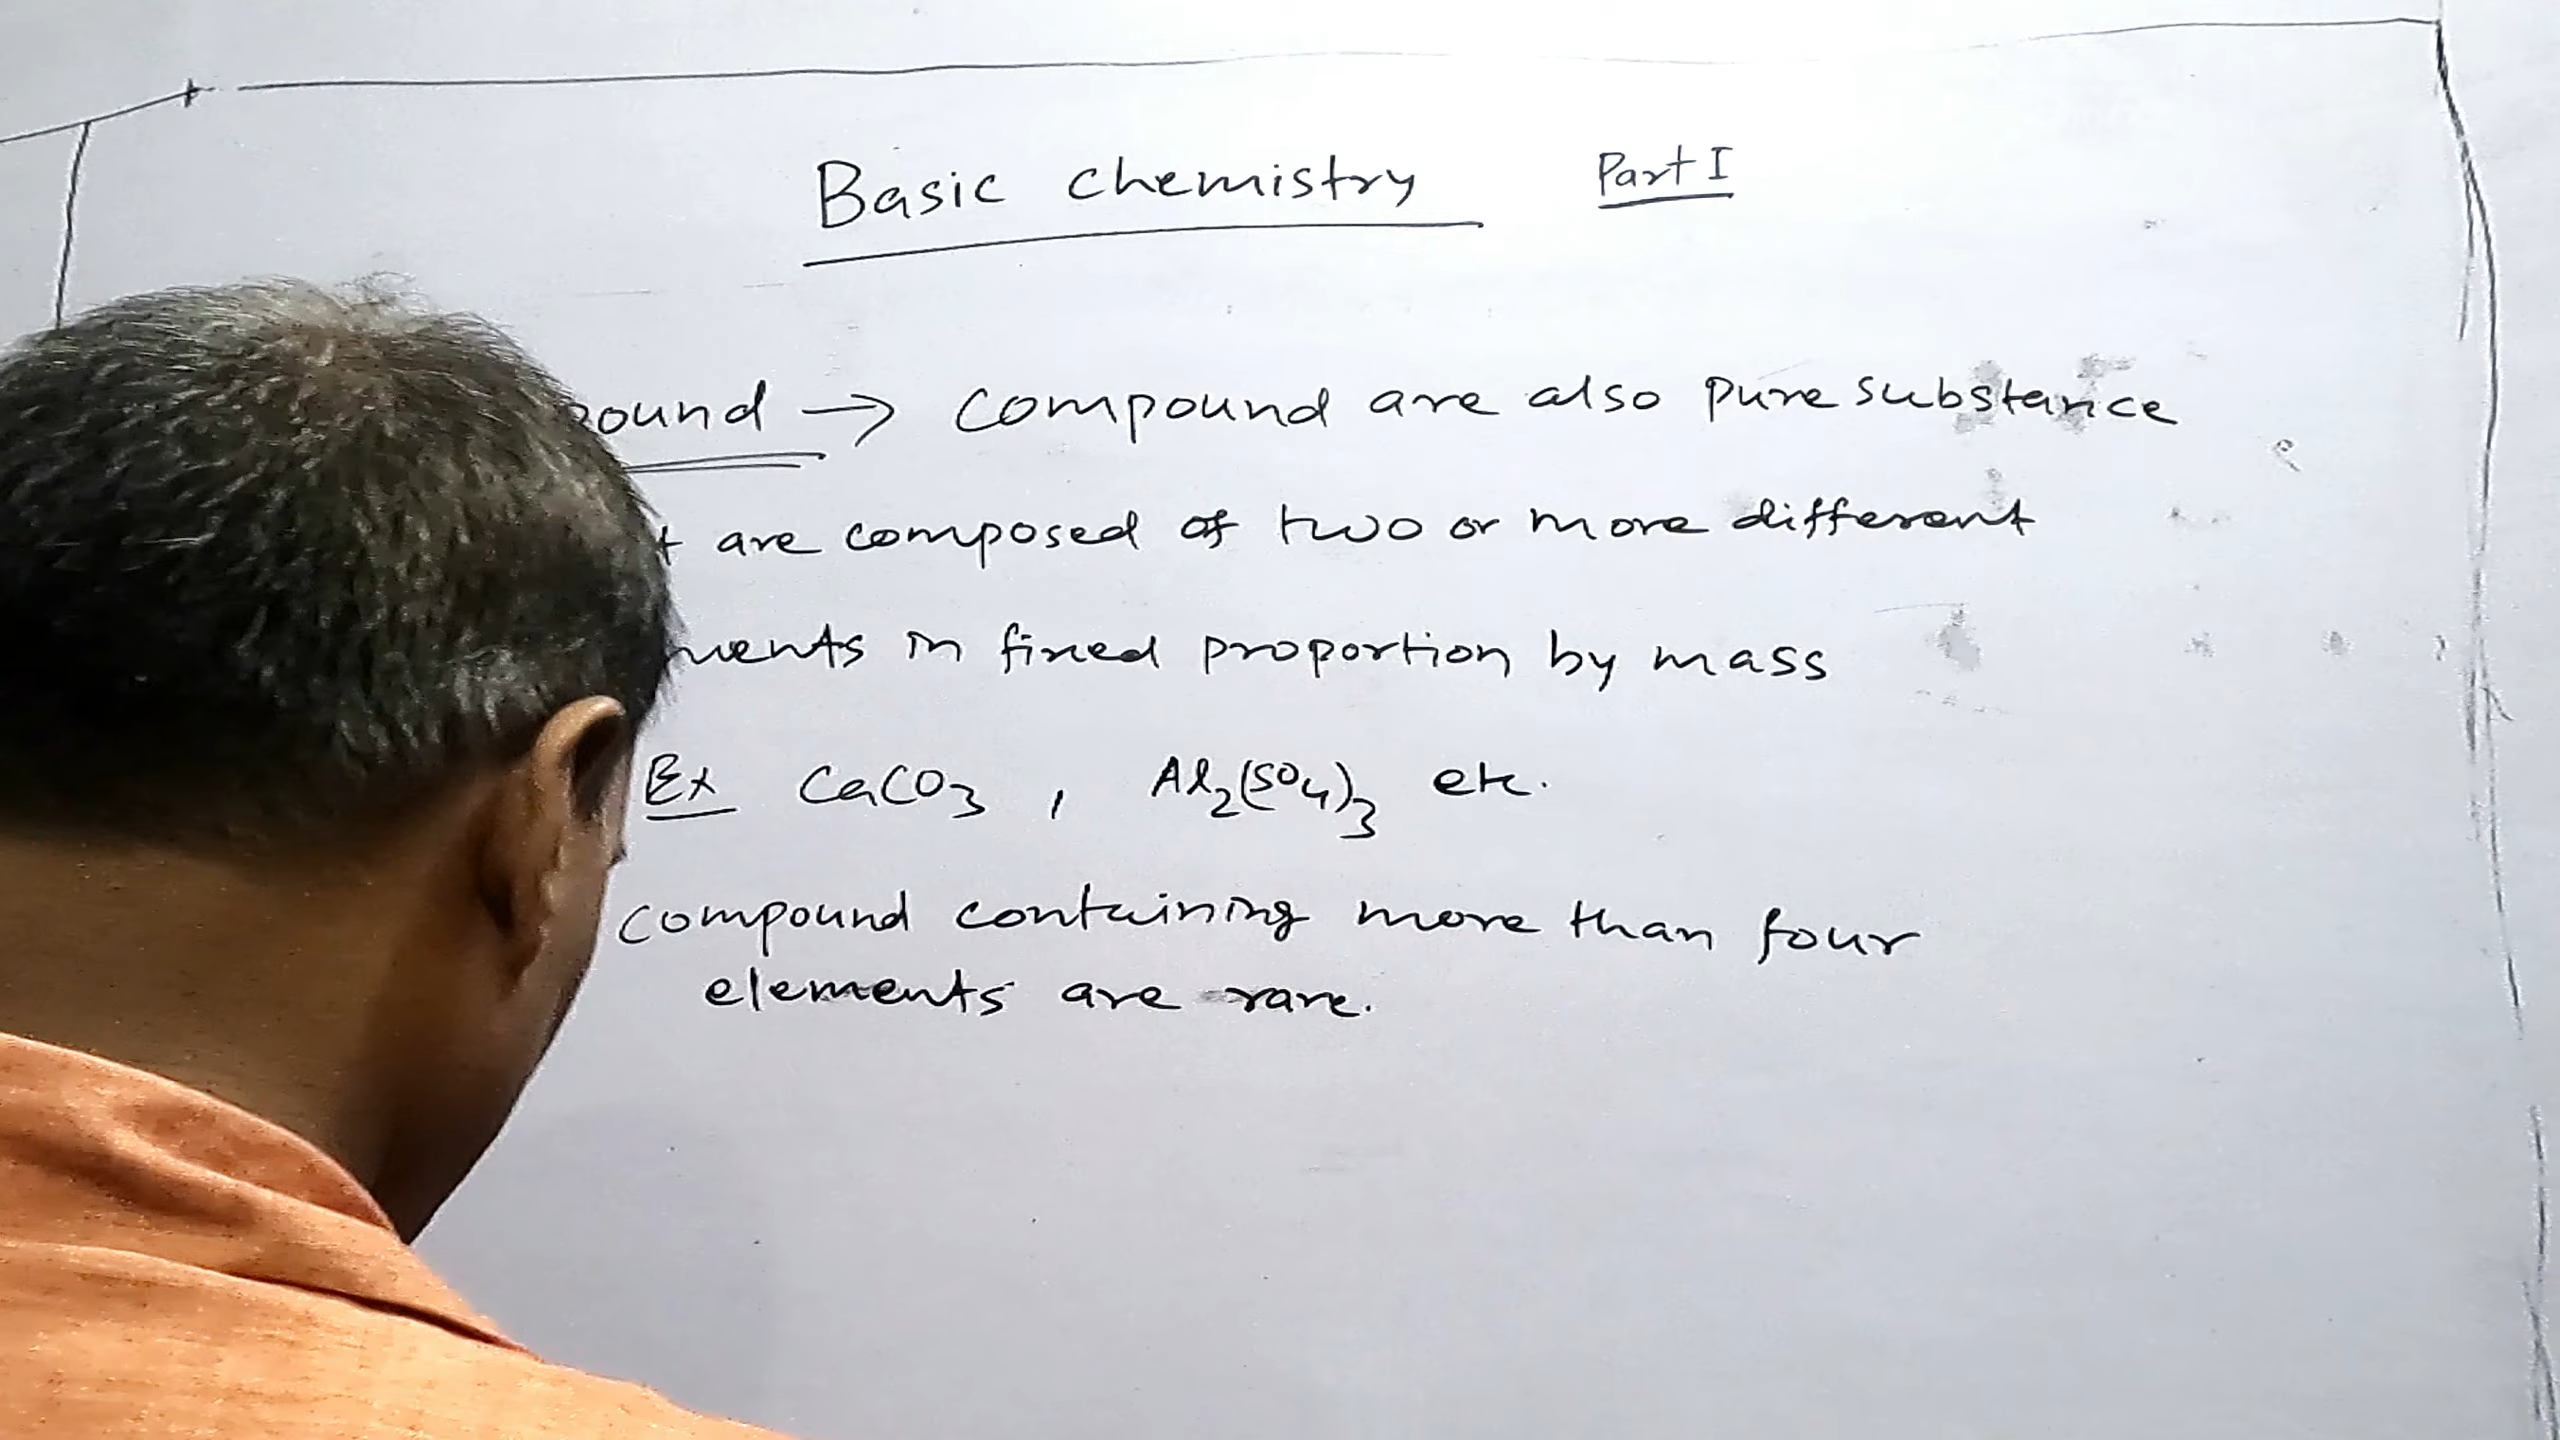 Basic chemistry Part I
ound → compound are also pure substance
are composed of two or more different
ments in fixed proportion by mass
Ex CaCO3 , Al2(SO4)3 etc.
compound containing more than four
elements are rare.